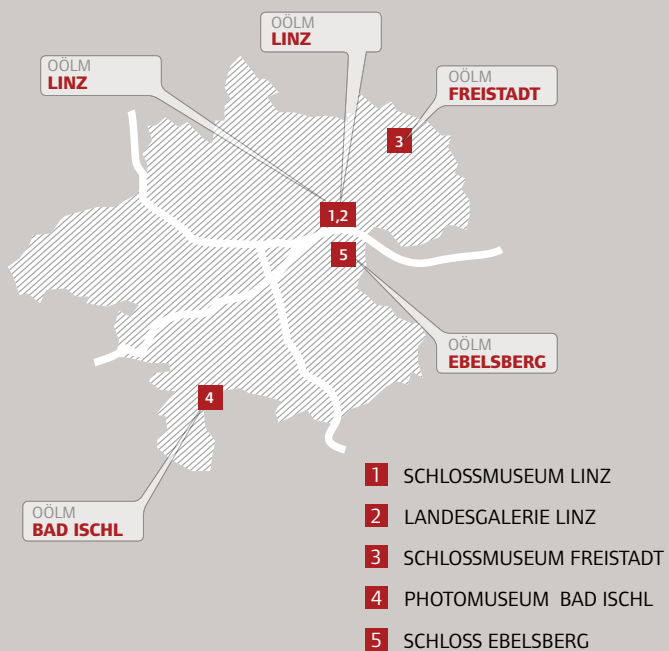 OÖLM
LINZ
OÖLM
LINZ
OÖLM
FREISTADT
3
1,2
5
OÖLM
EBELSBERG
4
OÖLM
BAD ISCHL
1 SCHLOSSMUSEUM LINZ
2 LANDESGALERIE LINZ
3 SCHLOSSMUSEUM FREISTADT
4 PHOTOMUSEUM BAD ISCHL
5 SCHLOSS EBELSBERG